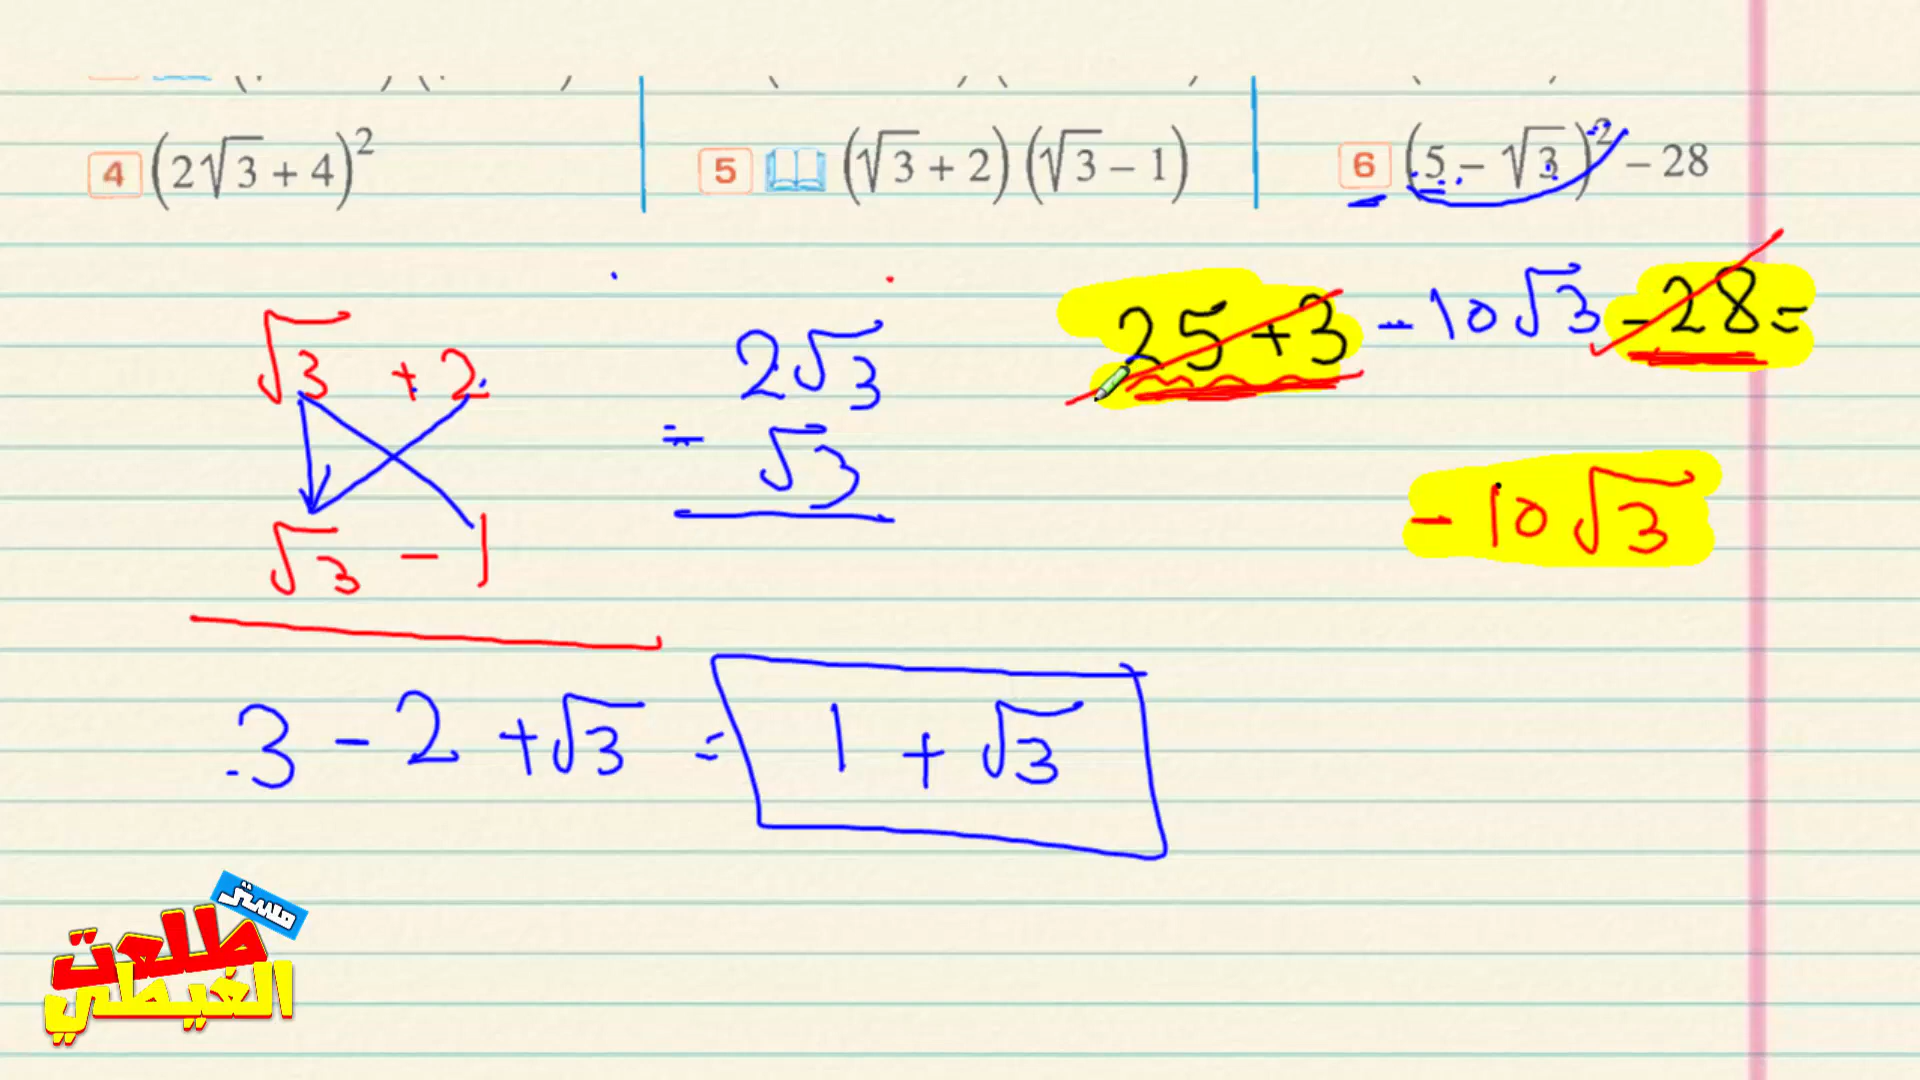 4 (2√3 + 4)²
5 (√3 + 2)(√3 − 1)
6 (5 − √3)² − 28
√3 + 2
√3 − 1
2√3
− √3
3 − 2 + √3 = 1 + √3
25 + 3 − 10√3 − 28 =
− 10√3
مستر
طلعت
الغيطي